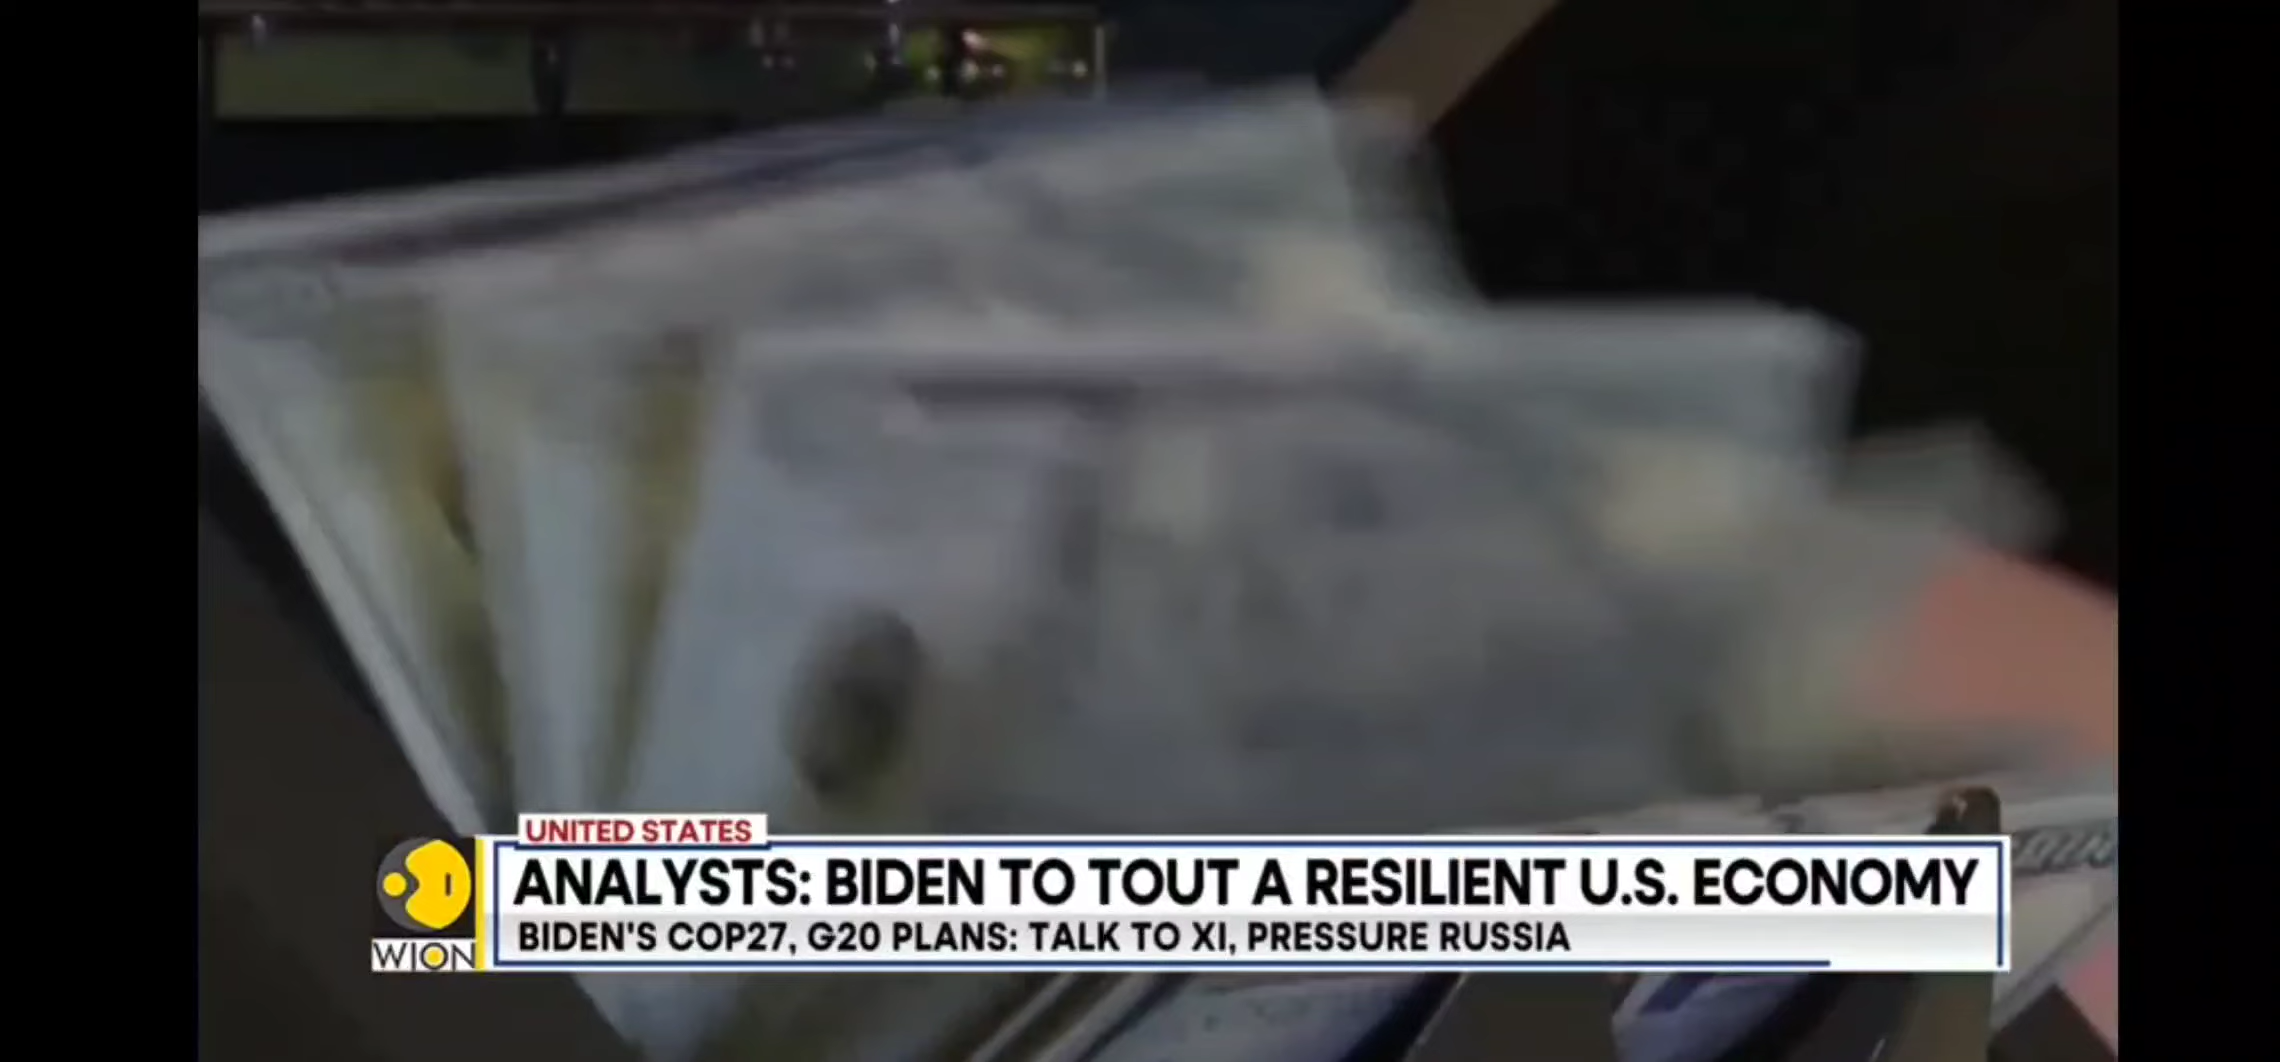 UNITED STATES
ANALYSTS: BIDEN TO TOUT A RESILIENT U.S. ECONOMY
BIDEN'S COP27, G20 PLANS: TALK TO XI, PRESSURE RUSSIA
WION